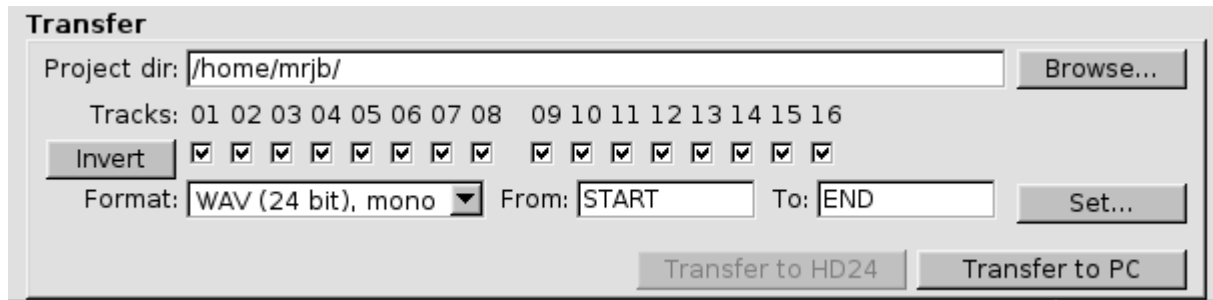 Transfer
Project dir: /home/mrjb/ Browse...
Tracks: 01 02 03 04 05 06 07 08 09 10 11 12 13 14 15 16
Invert
Format: WAV (24 bit), mono From: START To: END Set...
Transfer to HD24 Transfer to PC